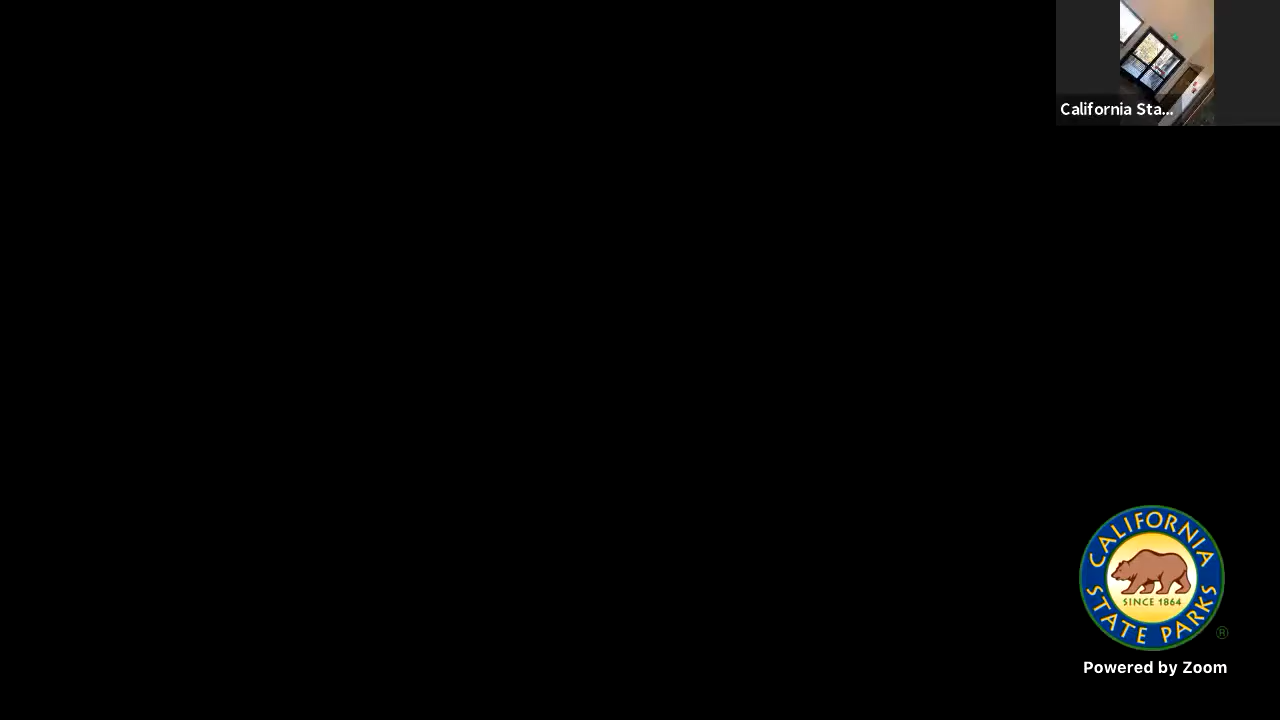 California Sta...
CALIFORNIA
SINCE 1864
STATE PARKS
®
Powered by Zoom